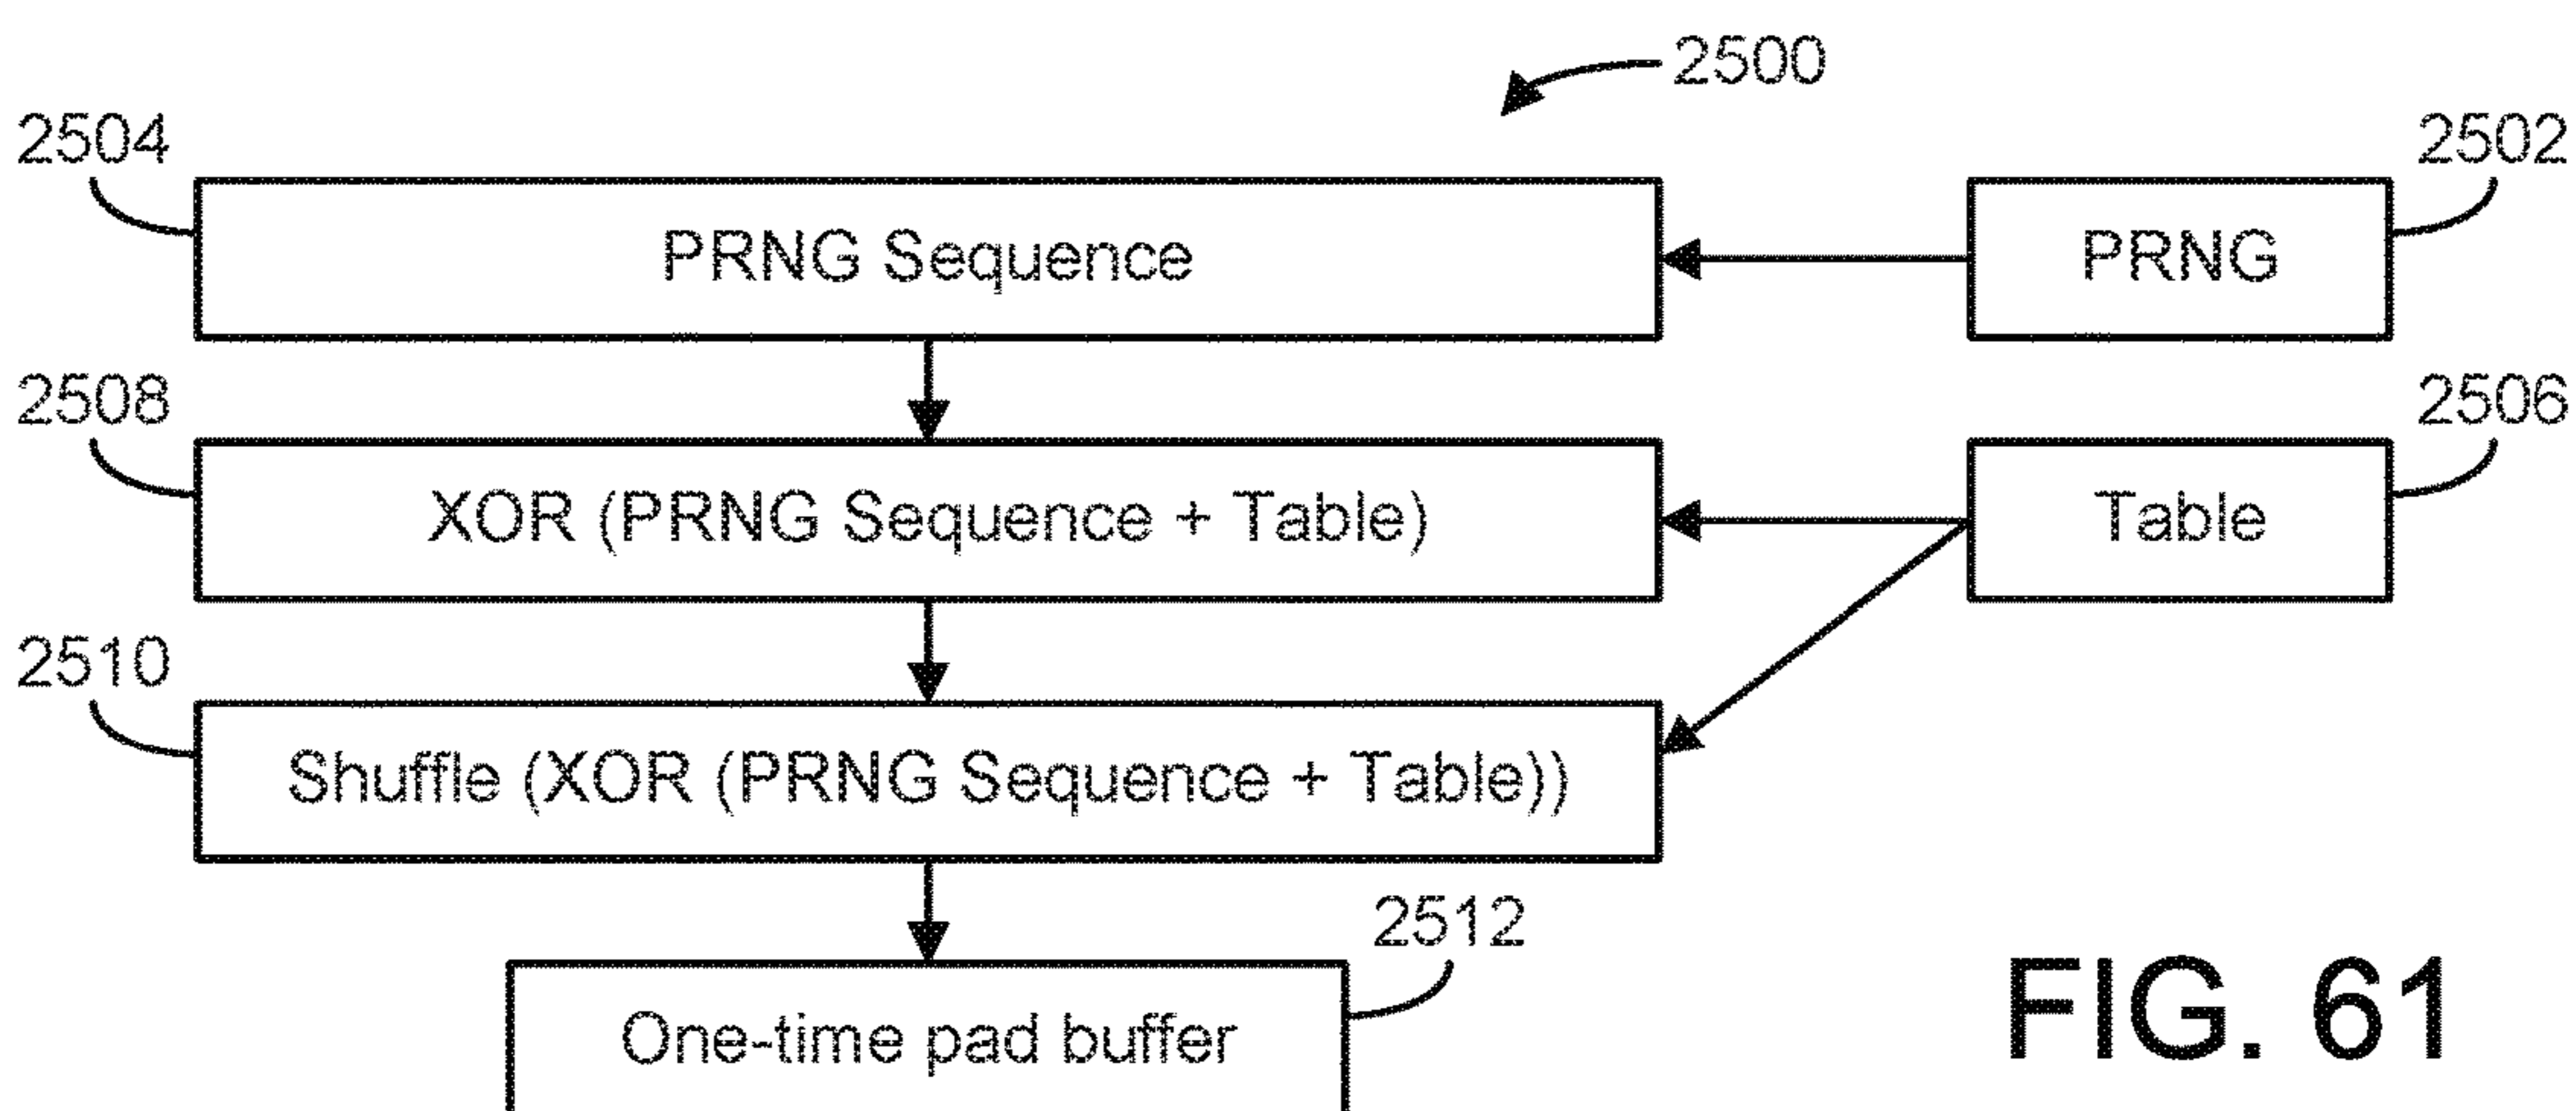 2500
2504
2502
PRNG Sequence
PRNG
2508
2506
XOR (PRNG Sequence + Table)
Table
2510
Shuffle (XOR (PRNG Sequence + Table))
2512
One-time pad buffer
FIG. 61